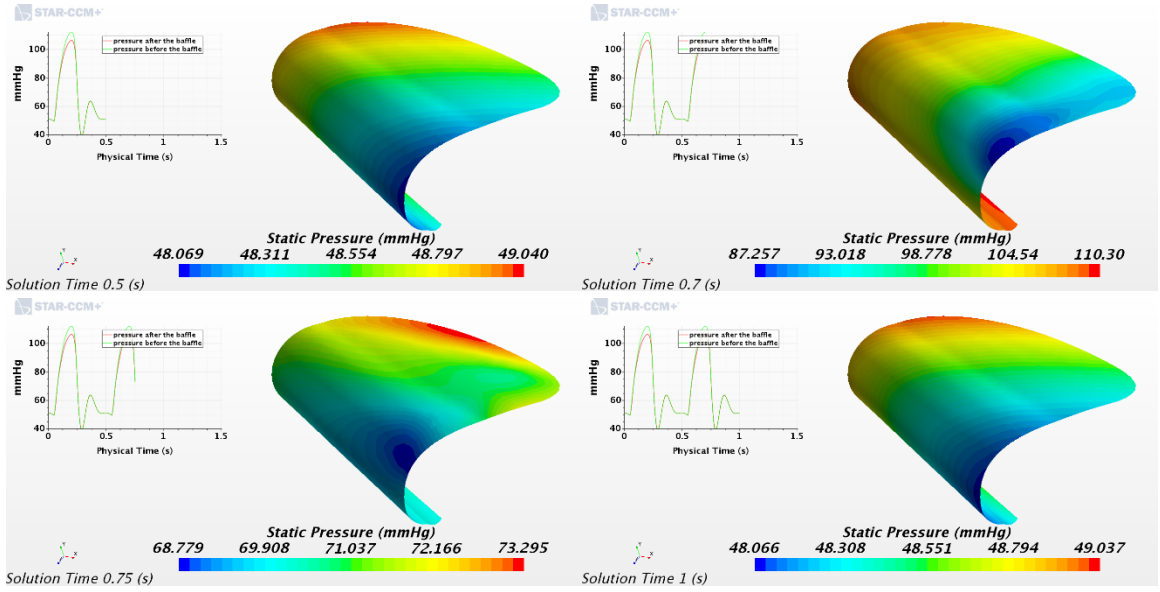 STAR-CCM+
pressure after the baffle
pressure before the baffle
100
80
60
40
mmHg
0 0.5 1 1.5
Physical Time (s)
Static Pressure (mmHg)
48.069 48.311 48.554 48.797 49.040
Solution Time 0.5 (s)
STAR-CCM+
pressure after the baffle
pressure before the baffle
100
80
60
40
mmHg
0 0.5 1 1.5
Physical Time (s)
Static Pressure (mmHg)
87.257 93.018 98.778 104.54 110.30
Solution Time 0.7 (s)
STAR-CCM+
pressure after the baffle
pressure before the baffle
100
80
60
40
mmHg
0 0.5 1 1.5
Physical Time (s)
Static Pressure (mmHg)
68.779 69.908 71.037 72.166 73.295
Solution Time 0.75 (s)
STAR-CCM+
pressure after the baffle
pressure before the baffle
100
80
60
40
mmHg
0 0.5 1 1.5
Physical Time (s)
Static Pressure (mmHg)
48.066 48.308 48.551 48.794 49.037
Solution Time 1 (s)